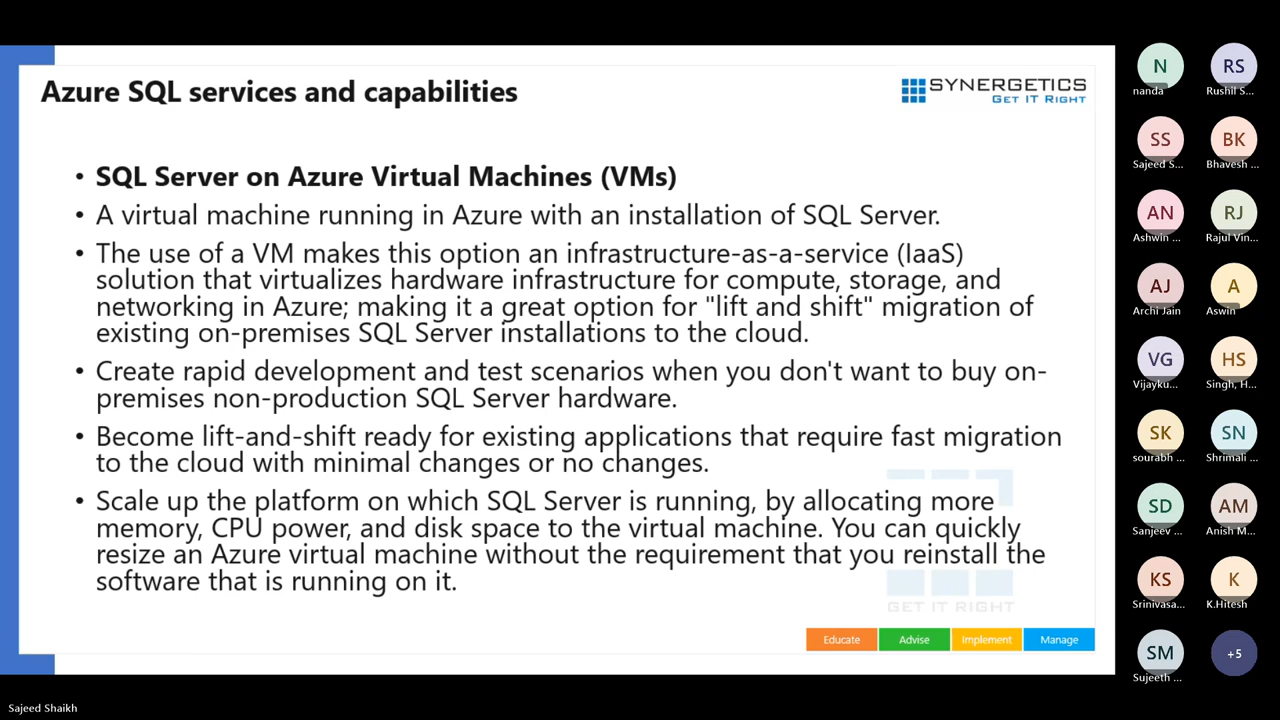 Azure SQL services and capabilities
SYNERGETICS
GET IT RIGHT
• SQL Server on Azure Virtual Machines (VMs)
• A virtual machine running in Azure with an installation of SQL Server.
• The use of a VM makes this option an infrastructure-as-a-service (IaaS)
solution that virtualizes hardware infrastructure for compute, storage, and
networking in Azure; making it a great option for "lift and shift" migration of
existing on-premises SQL Server installations to the cloud.
• Create rapid development and test scenarios when you don't want to buy on-
premises non-production SQL Server hardware.
• Become lift-and-shift ready for existing applications that require fast migration
to the cloud with minimal changes or no changes.
• Scale up the platform on which SQL Server is running, by allocating more
memory, CPU power, and disk space to the virtual machine. You can quickly
resize an Azure virtual machine without the requirement that you reinstall the
software that is running on it.
GET IT RIGHT
Educate Advise Implement Manage
N RS
nanda Rushil S...
SS BK
Sajeed S... Bhavesh ...
AN RJ
Ashwin ... Rajul Vin...
AJ A
Archi Jain Aswin
VG HS
Vijayku... Singh, H...
SK SN
sourabh ... Shrimali ...
SD AM
Sanjeev ... Anish M...
KS K
Srinivasa... K.Hitesh
SM +5
Sujeeth ...
Sajeed Shaikh